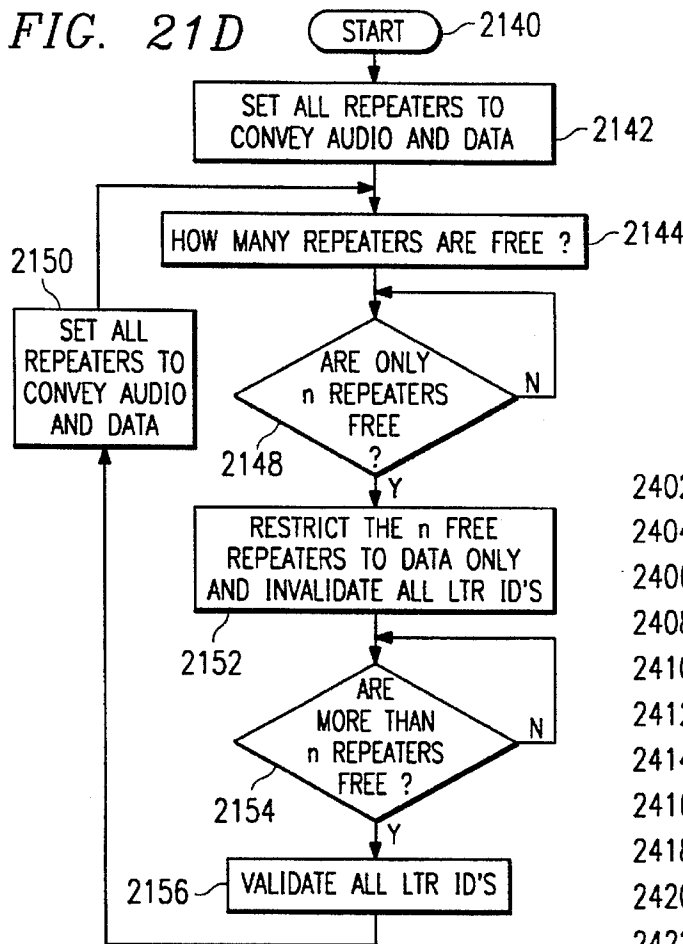 FIG. 21D
START
2140
SET ALL REPEATERS TO
CONVEY AUDIO AND DATA
2142
HOW MANY REPEATERS ARE FREE ?
2144
2150
SET ALL
REPEATERS TO
CONVEY AUDIO
AND DATA
ARE ONLY
n REPEATERS
FREE
?
N
2148
Y
RESTRICT THE n FREE
REPEATERS TO DATA ONLY
AND INVALIDATE ALL LTR ID'S
2152
ARE
MORE THAN
n REPEATERS
FREE ?
N
2154
Y
2156
VALIDATE ALL LTR ID'S